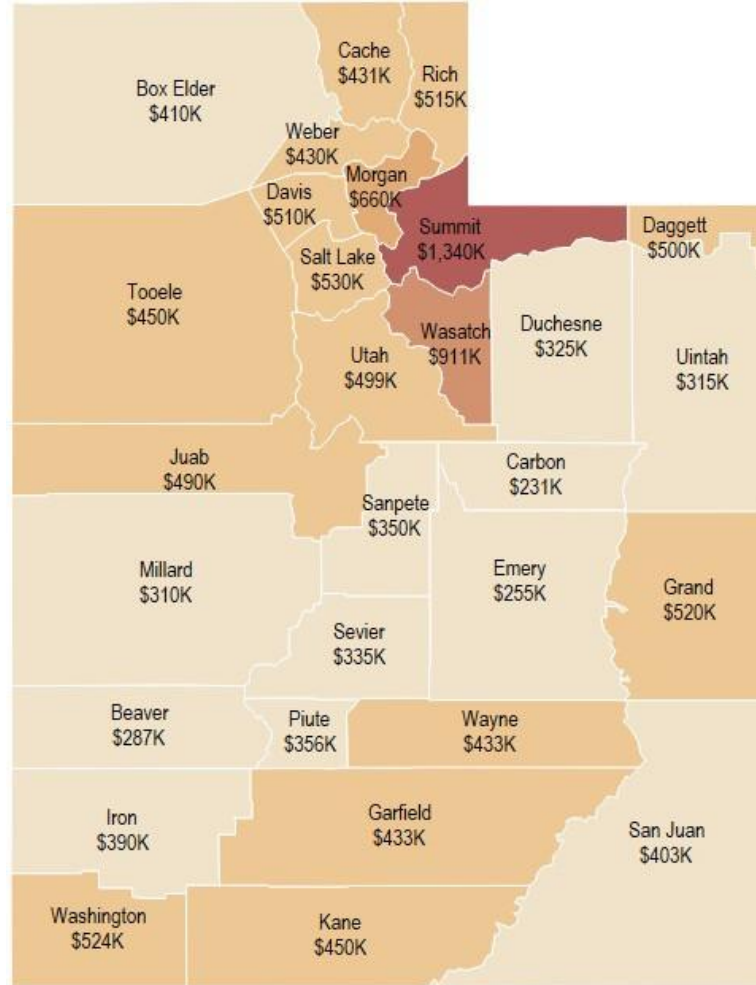 Cache
$431K
Rich
$515K
Box Elder
$410K
Weber
$430K
Morgan
$660K
Davis
$510K
Summit
$1,340K
Daggett
$500K
Salt Lake
$530K
Tooele
$450K
Wasatch
$911K
Duchesne
$325K
Utah
$499K
Uintah
$315K
Juab
$490K
Carbon
$231K
Sanpete
$350K
Millard
$310K
Emery
$255K
Grand
$520K
Sevier
$335K
Beaver
$287K
Piute
$356K
Wayne
$433K
Iron
$390K
Garfield
$433K
San Juan
$403K
Washington
$524K
Kane
$450K